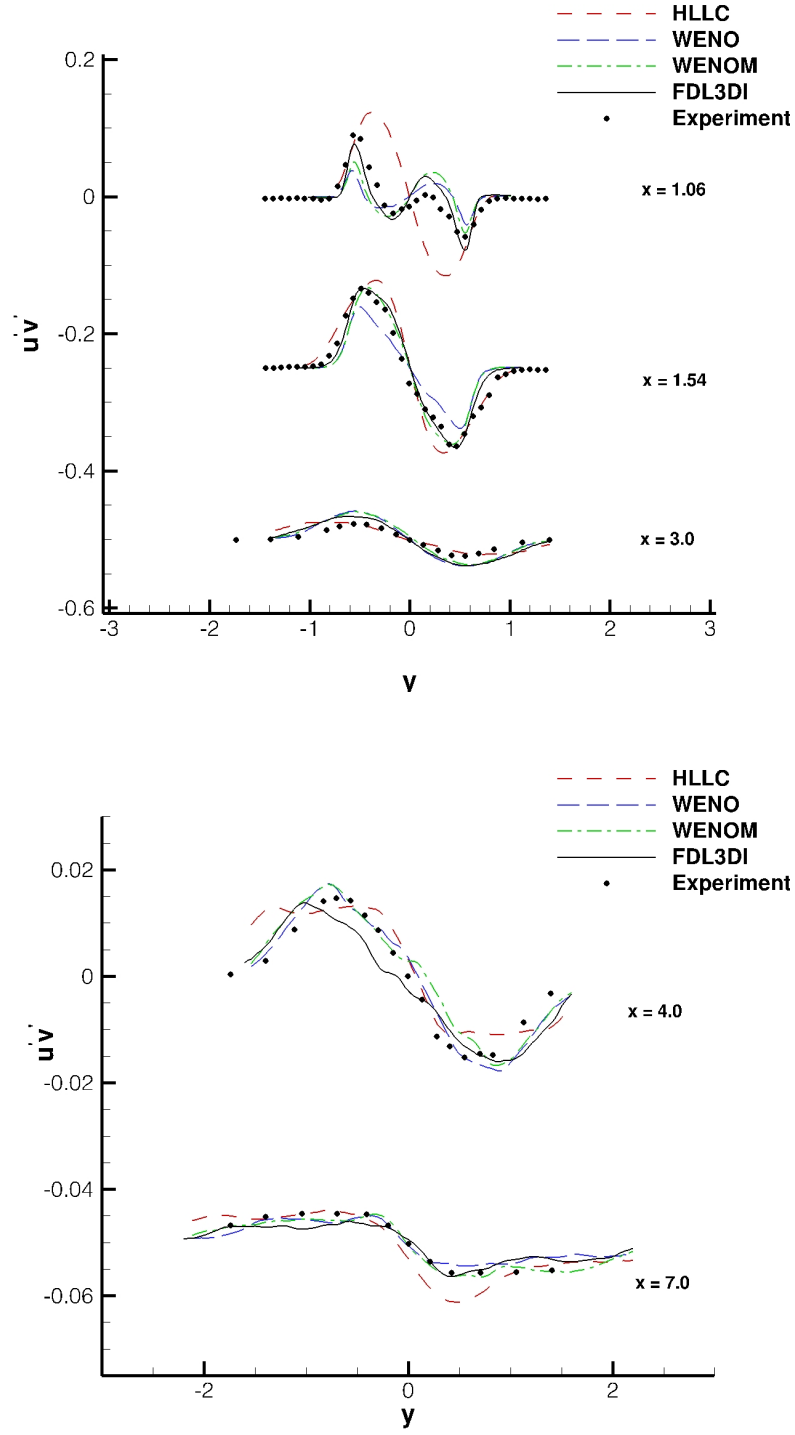 HLLC
WENO
WENOM
FDL3DI
Experiment
0.2
0
-0.2
-0.4
-0.6
u'v'
x = 1.06
x = 1.54
x = 3.0
-3 -2 -1 0 1 2 3
y
HLLC
WENO
WENOM
FDL3DI
Experiment
0.02
0
-0.02
-0.04
-0.06
u'v'
x = 4.0
x = 7.0
-2 0 2
y